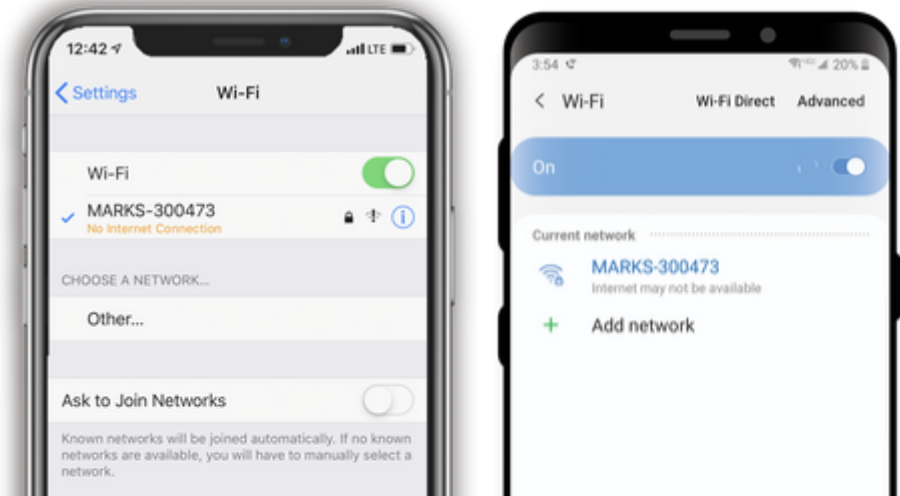 12:42
LTE
Settings
Wi-Fi
Wi-Fi
MARKS-300473
No Internet Connection
CHOOSE A NETWORK...
Other...
Ask to Join Networks
Known networks will be joined automatically. If no known
networks are available, you will have to manually select a
network.
3:54
20%
Wi-Fi
Wi-Fi Direct
Advanced
On
Current network
MARKS-300473
Internet may not be available
Add network